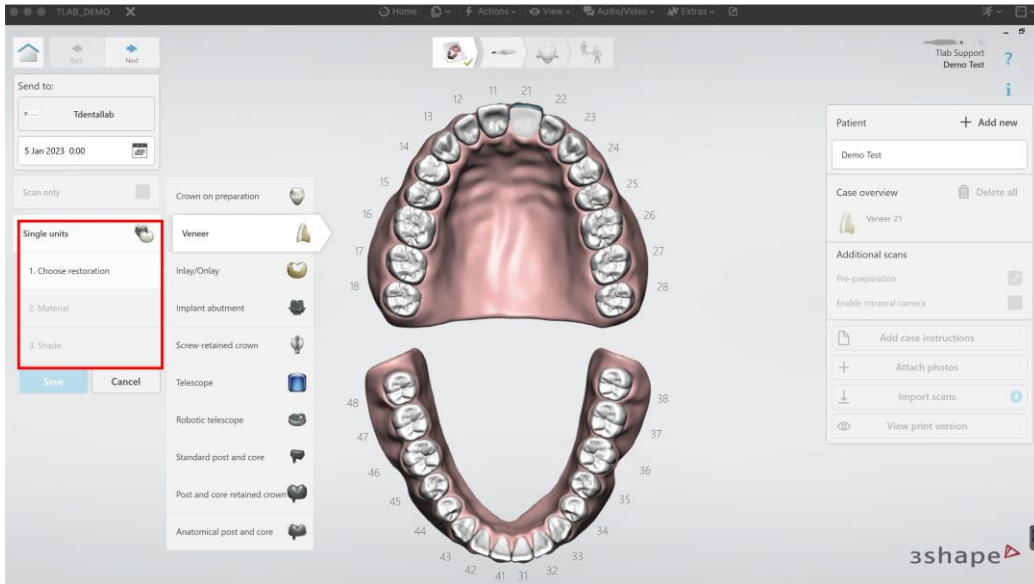 TLAB_DEMO
Home
Actions
View
Audio/Video
Extras
Back
Next
Tlab Support
Demo Test
?
i
Send to:
Tdentallab
5 Jan 2023 0:00
Scan only
Single units
1. Choose restoration
2. Material
3. Shade
Save
Cancel
Crown on preparation
Veneer
Inlay/Onlay
Implant abutment
Screw-retained crown
Telescope
Robotic telescope
Standard post and core
Post and core retained crown
Anatomical post and core
11 21
12 22
13 23
14 24
15 25
16 26
17 27
18 28
48 38
47 37
46 36
45 35
44 34
43 33
42 41 31 32
Patient
+ Add new
Demo Test
Case overview
Delete all
Veneer 21
Additional scans
Pre-preparation
Enable intraoral camera
Add case instructions
Attach photos
Import scans 4
View print version
3shape